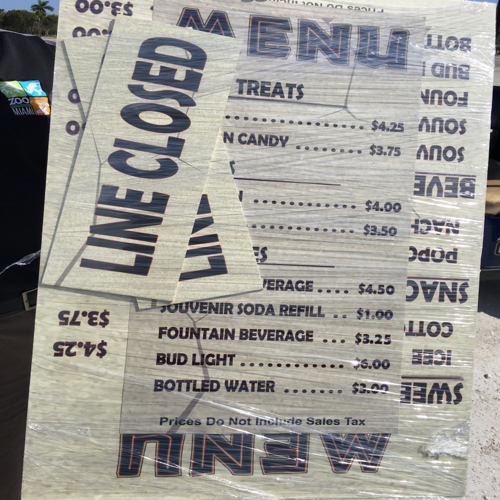 Prices Do Not Include
MENU
TREATS
$4.25
N CANDY $3.75
S
$4.00
$3.50
ES
VERAGE .... $4.50
SOUVENIR SODA REFILL .. $1.00
FOUNTAIN BEVERAGE .... $3.25
BUD LIGHT ............ $6.00
BOTTLED WATER ....... $3.00
Prices Do Not Include Sales Tax
MENU
LINE CLOSED
LINE
ZOO
MIAMI
$3.00
$3.75
$4.25
BOTT
BUD
FOUN
SOUV
SOUV
BEVE
NACH
POPC
SNAC
COTT
ICEE
SWEE